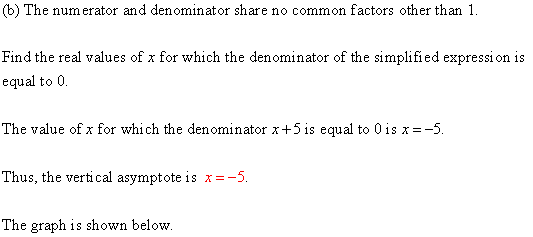 (b) The numerator and denominator share no common factors other than 1.
Find the real values of x for which the denominator of the simplified expression is
equal to 0.
The value of x for which the denominator x+5 is equal to 0 is x=−5.
Thus, the vertical asymptote is x=−5.
The graph is shown below.